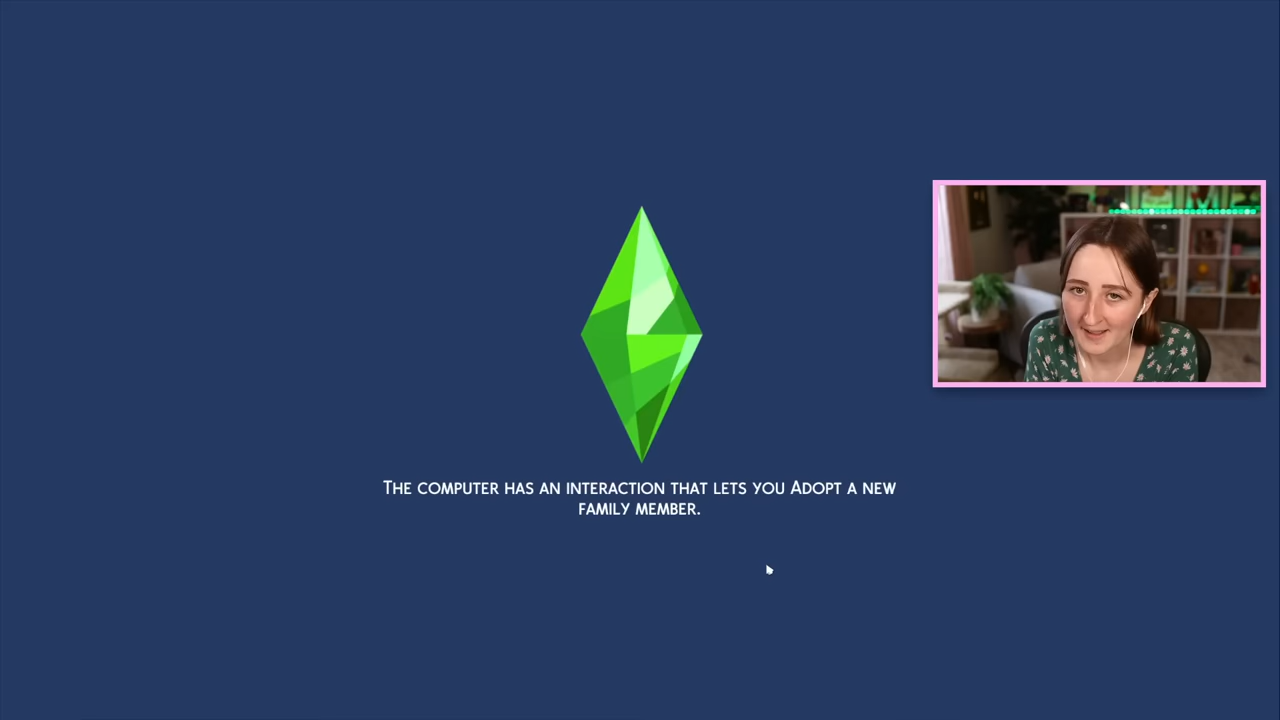 The computer has an interaction that lets you Adopt a new
family member.